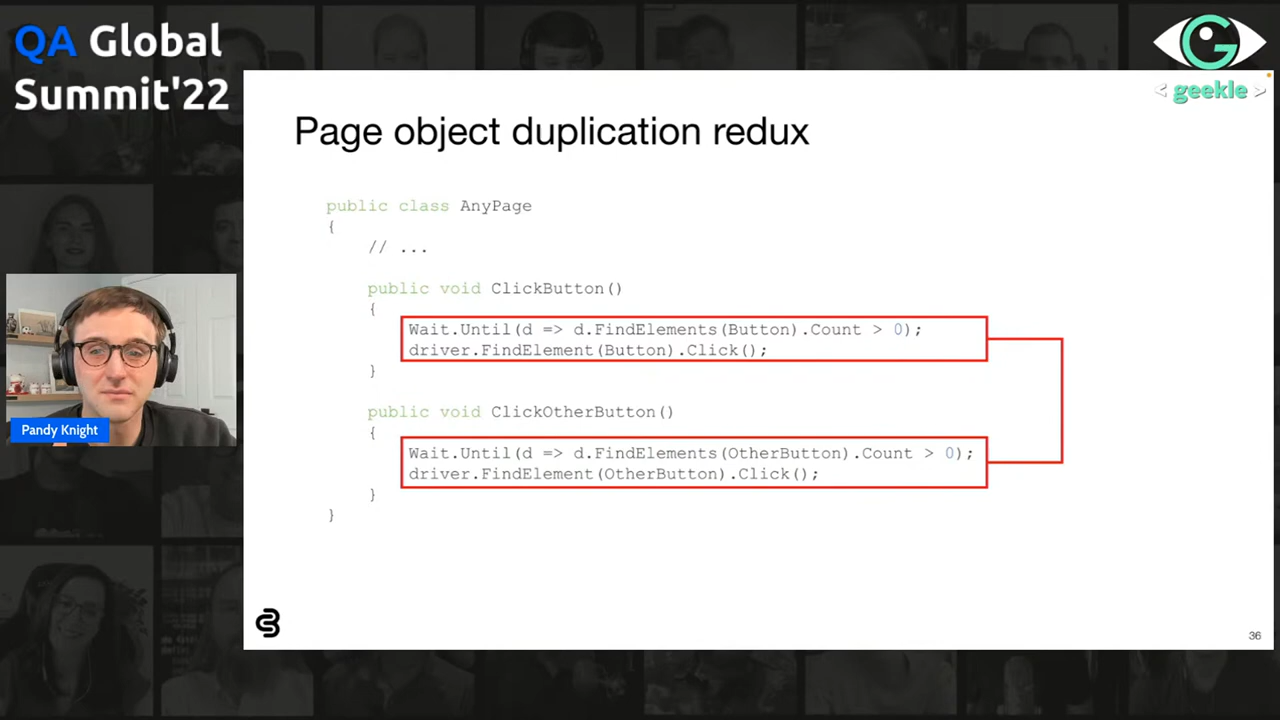 QA Global
Summit'22
< geekle >
Page object duplication redux
public class AnyPage
{
// ...
public void ClickButton()
{
Wait.Until(d => d.FindElements(Button).Count > 0);
driver.FindElement(Button).Click();
}
public void ClickOtherButton()
{
Wait.Until(d => d.FindElements(OtherButton).Count > 0);
driver.FindElement(OtherButton).Click();
}
}
Pandy Knight
36